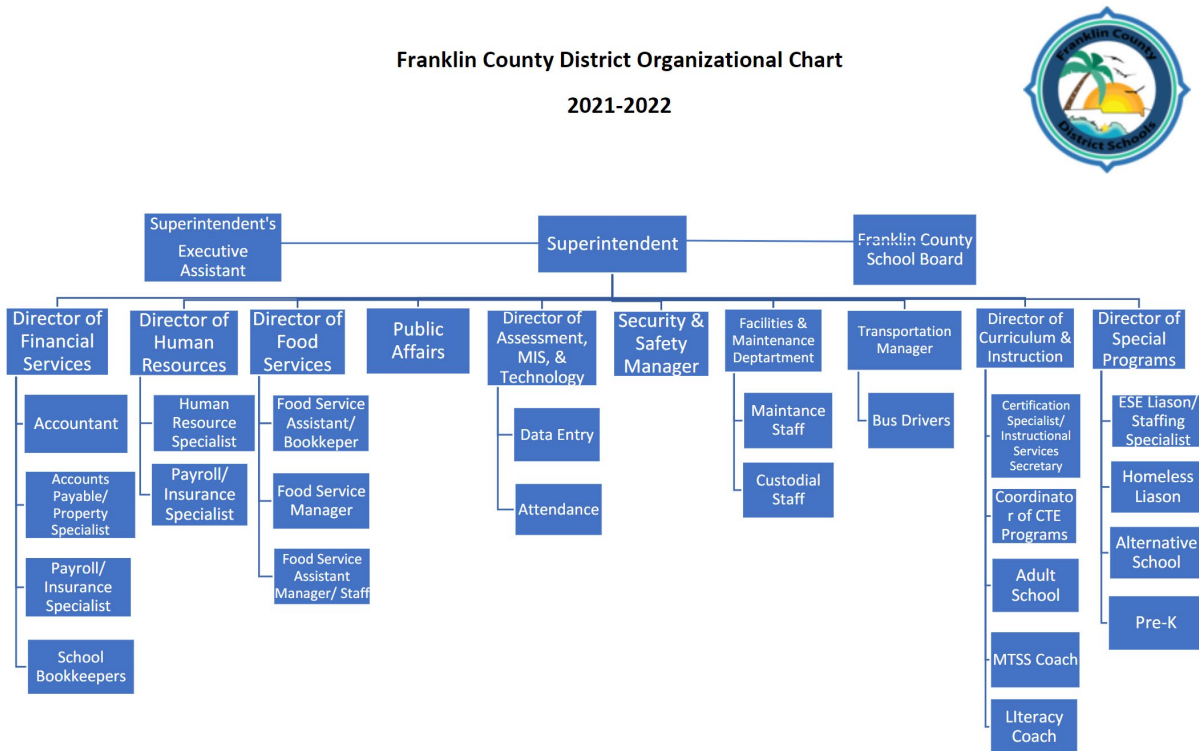 Franklin County District Organizational Chart
2021-2022
Franklin County
District Schools
Superintendent's
Executive
Assistant
Superintendent
Franklin County
School Board
Director of
Financial
Services
Accountant
Accounts
Payable/
Property
Specialist
Payroll/
Insurance
Specialist
School
Bookkeepers
Director of
Human
Resources
Human
Resource
Specialist
Payroll/
Insurance
Specialist
Director of
Food
Services
Food Service
Assistant/
Bookkeper
Food Service
Manager
Food Service
Assistant
Manager/ Staff
Public
Affairs
Director of
Assessment,
MIS, &
Technology
Data Entry
Attendance
Security &
Safety
Manager
Facilities &
Maintenance
Deptartment
Maintance
Staff
Custodial
Staff
Transportation
Manager
Bus Drivers
Director of
Curriculum &
Instruction
Certification
Specialist/
Instructional
Services
Secretary
Coordinato
r of CTE
Programs
Adult
School
MTSS Coach
LIteracy
Coach
Director of
Special
Programs
ESE Liason/
Staffing
Specialist
Homeless
Liason
Alternative
School
Pre-K